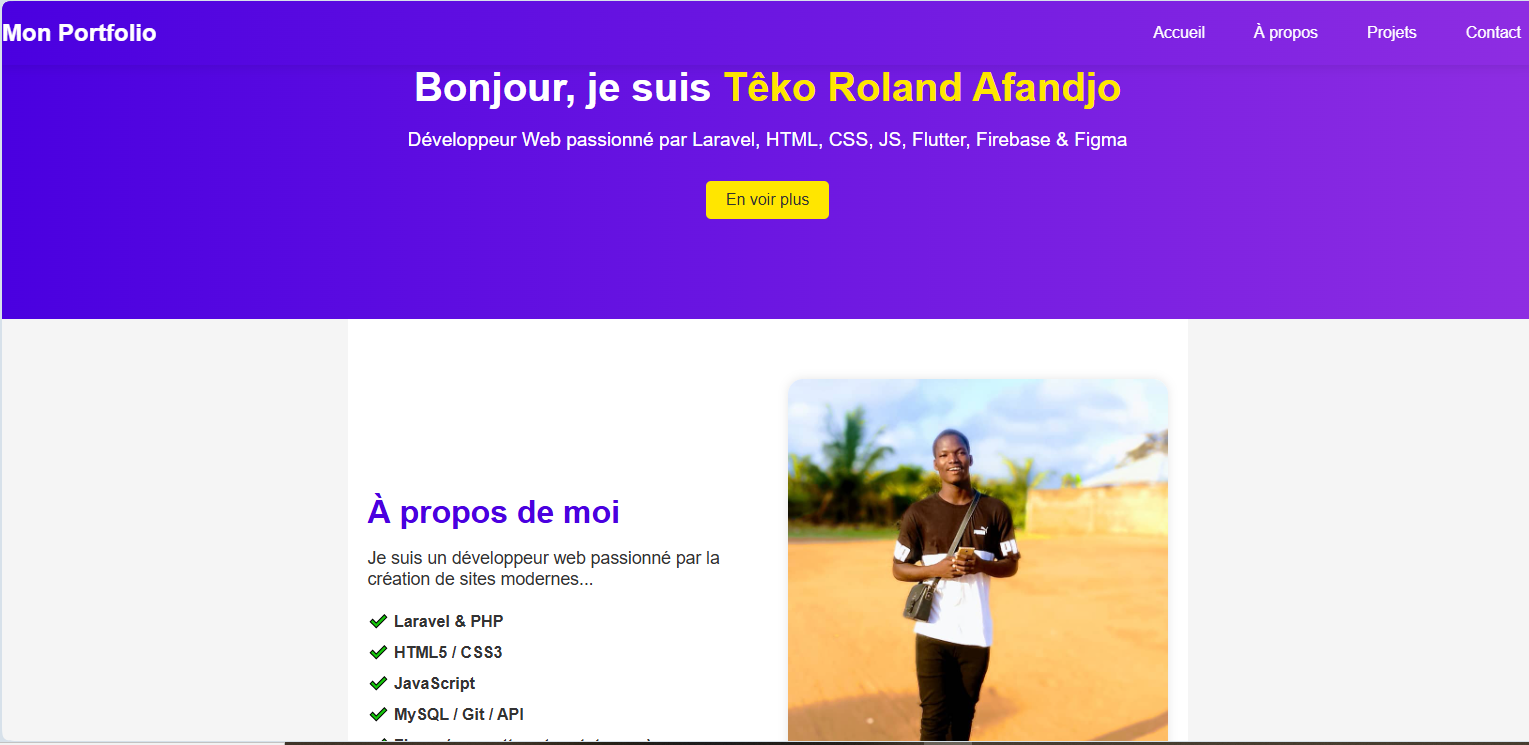 Mon Portfolio
Accueil À propos Projets Contact
Bonjour, je suis Têko Roland Afandjo
Développeur Web passionné par Laravel, HTML, CSS, JS, Flutter, Firebase & Figma
En voir plus
À propos de moi
Je suis un développeur web passionné par la
création de sites modernes...
Laravel & PHP
HTML5 / CSS3
JavaScript
MySQL / Git / API